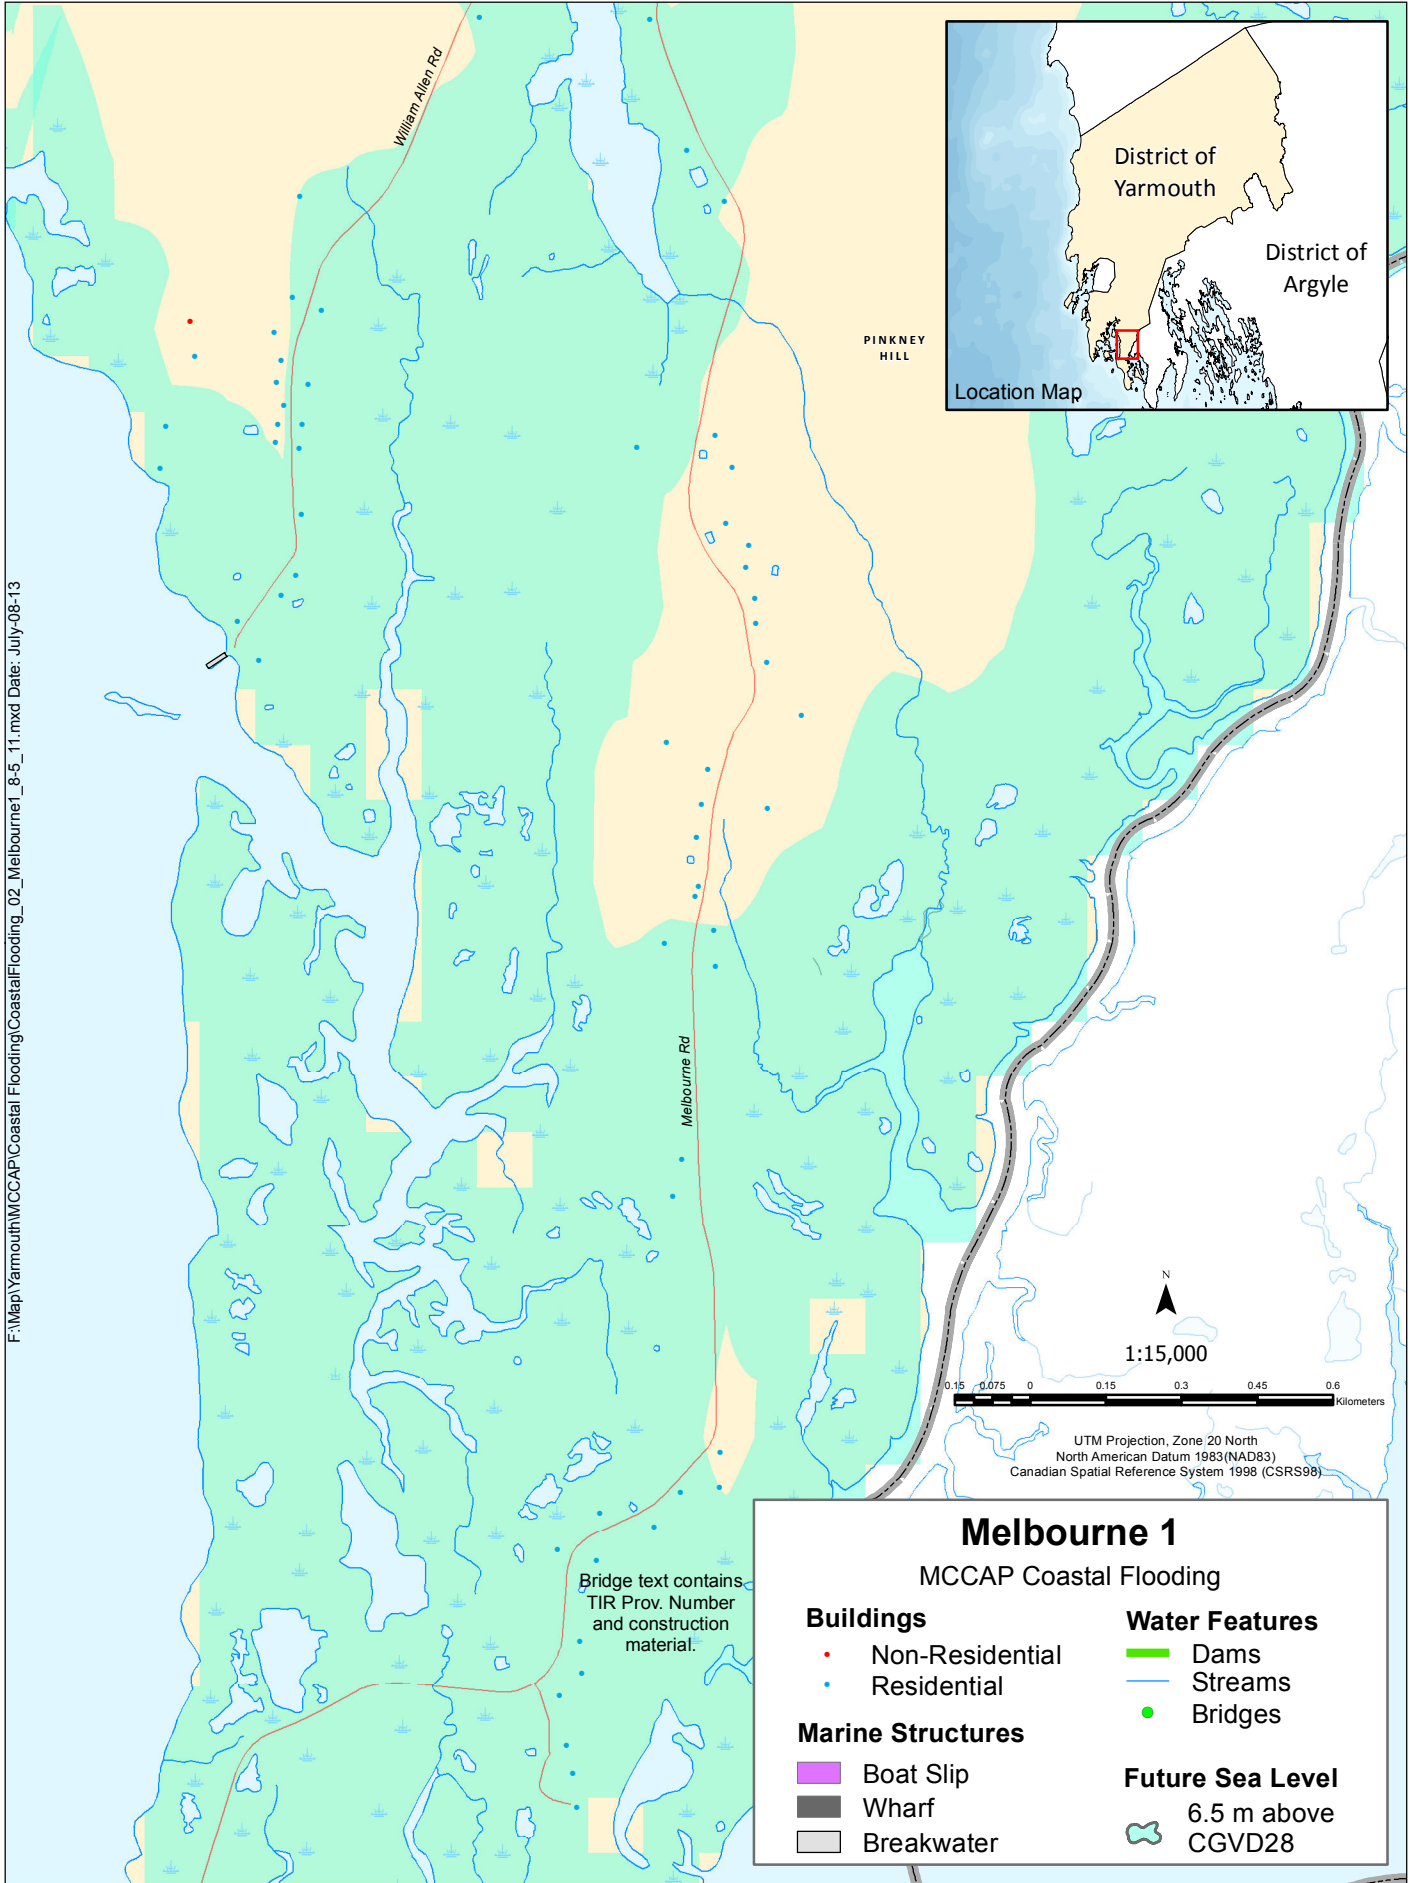 William Allen Rd
PINKNEY
HILL
District of
Yarmouth
District of
Argyle
Location Map
F:\Map\Yarmouth\MCCAP\Coastal Flooding\CoastalFlooding_02_Melbourne1_8-5_11.mxd Date: July-08-13
Melbourne Rd
N
1:15,000
0.15 0.075 0 0.15 0.3 0.45 0.6
Kilometers
UTM Projection, Zone 20 North
North American Datum 1983(NAD83)
Canadian Spatial Reference System 1998 (CSRS98)
Bridge text contains
TIR Prov. Number
and construction
material.
Melbourne 1
MCCAP Coastal Flooding
Buildings
Non-Residential
Residential
Marine Structures
Boat Slip
Wharf
Breakwater
Water Features
Dams
Streams
Bridges
Future Sea Level
6.5 m above
CGVD28